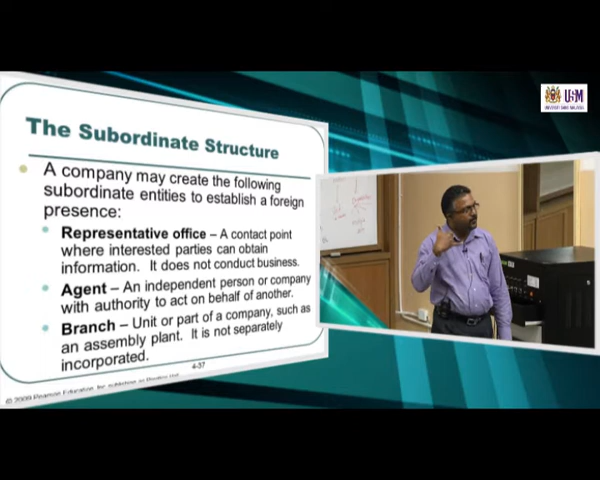 USM
UNIVERSITI SAINS MALAYSIA
The Subordinate Structure
A company may create the following
subordinate entities to establish a foreign
presence:
Representative office – A contact point
where interested parties can obtain
information. It does not conduct business.
Agent – An independent person or company
with authority to act on behalf of another.
Branch – Unit or part of a company, such as
an assembly plant. It is not separately
incorporated.
4-37
© 2009 Pearson Education, Inc. publishing as Prentice Hall